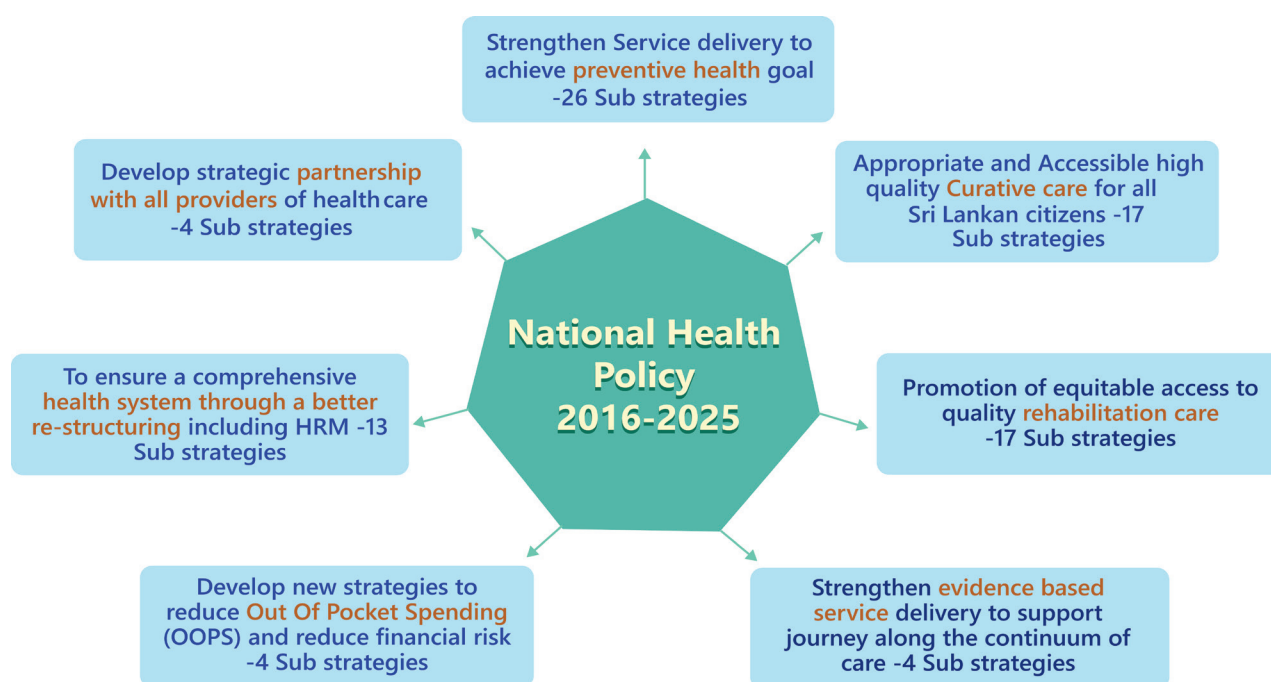 Strengthen Service delivery to
achieve preventive health goal
-26 Sub strategies
Appropriate and Accessible high
quality Curative care for all
Sri Lankan citizens -17
Sub strategies
Promotion of equitable access to
quality rehabilitation care
-17 Sub strategies
Strengthen evidence based
service delivery to support
journey along the continuum of
care -4 Sub strategies
Develop new strategies to
reduce Out Of Pocket Spending
(OOPS) and reduce financial risk
-4 Sub strategies
To ensure a comprehensive
health system through a better
re-structuring including HRM -13
Sub strategies
Develop strategic partnership
with all providers of health care
-4 Sub strategies
National Health
Policy
2016-2025